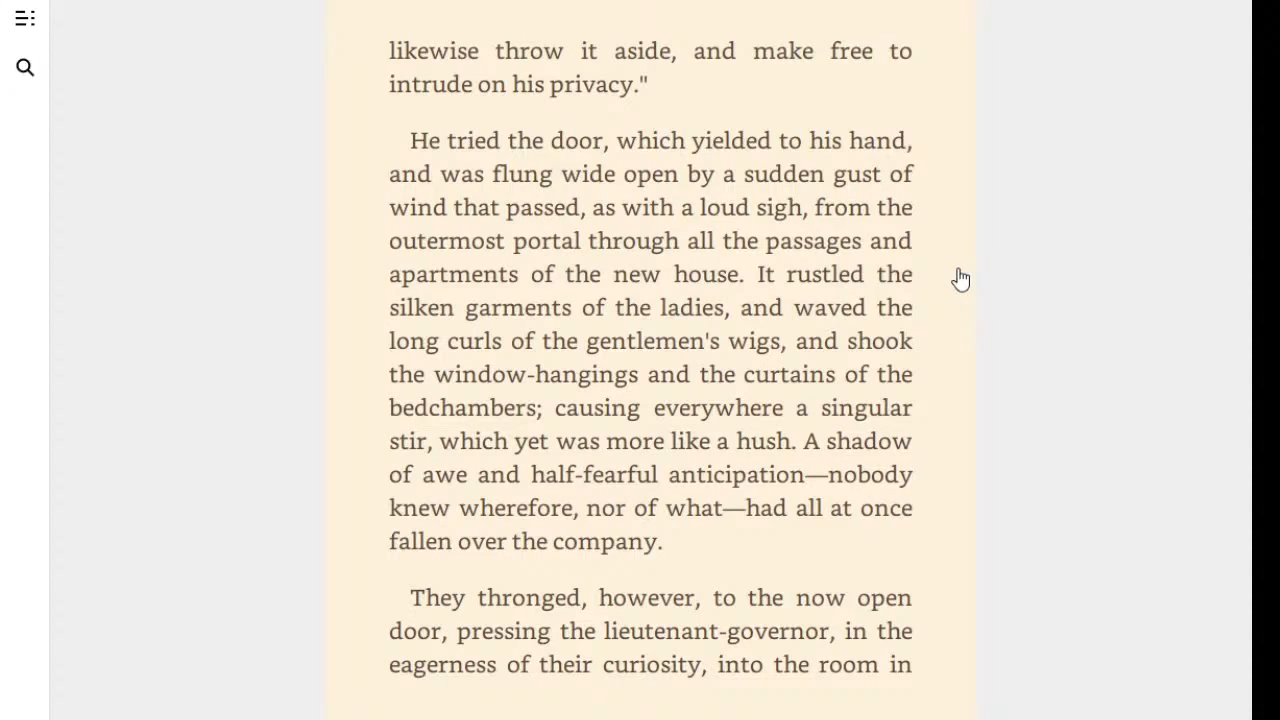 likewise throw it aside, and make free to
intrude on his privacy."
He tried the door, which yielded to his hand,
and was flung wide open by a sudden gust of
wind that passed, as with a loud sigh, from the
outermost portal through all the passages and
apartments of the new house. It rustled the
silken garments of the ladies, and waved the
long curls of the gentlemen's wigs, and shook
the window-hangings and the curtains of the
bedchambers; causing everywhere a singular
stir, which yet was more like a hush. A shadow
of awe and half-fearful anticipation—nobody
knew wherefore, nor of what—had all at once
fallen over the company.
They thronged, however, to the now open
door, pressing the lieutenant-governor, in the
eagerness of their curiosity, into the room in